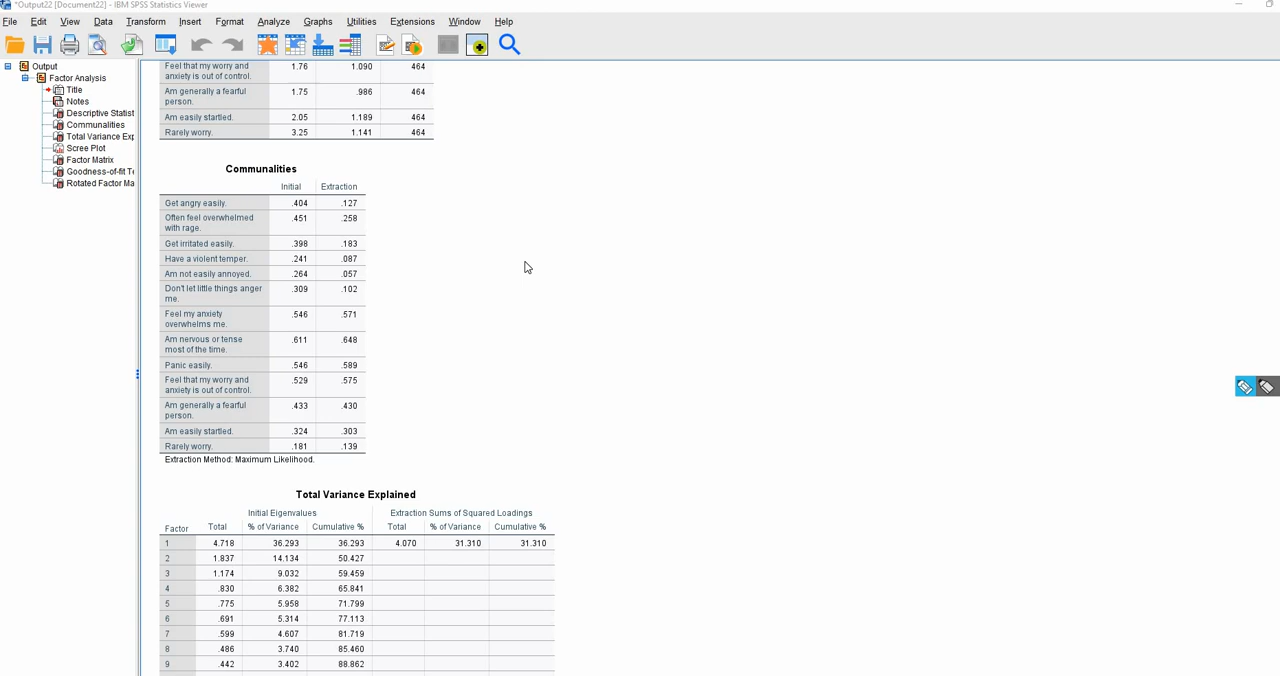 *Output22 [Document22] - IBM SPSS Statistics Viewer
File Edit View Data Transform Insert Format Analyze Graphs Utilities Extensions Window Help
Output
Factor Analysis
Title
Notes
Descriptive Statist
Communalities
Total Variance Exp
Scree Plot
Factor Matrix
Goodness-of-fit Te
Rotated Factor Ma
Feel that my worry and 1.76 1.090 464
anxiety is out of control.
Am generally a fearful 1.75 .986 464
person.
Am easily startled. 2.05 1.189 464
Rarely worry. 3.25 1.141 464
Communalities
Initial Extraction
Get angry easily. .404 .127
Often feel overwhelmed .451 .258
with rage.
Get irritated easily. .398 .183
Have a violent temper. .241 .087
Am not easily annoyed. .264 .057
Don't let little things anger .309 .102
me.
Feel my anxiety .546 .571
overwhelms me.
Am nervous or tense .611 .648
most of the time.
Panic easily. .546 .589
Feel that my worry and .529 .575
anxiety is out of control.
Am generally a fearful .433 .430
person.
Am easily startled. .324 .303
Rarely worry. .181 .139
Extraction Method: Maximum Likelihood.
Total Variance Explained
Initial Eigenvalues Extraction Sums of Squared Loadings
Factor Total % of Variance Cumulative % Total % of Variance Cumulative %
1 4.718 36.293 36.293 4.070 31.310 31.310
2 1.837 14.134 50.427
3 1.174 9.032 59.459
4 .830 6.382 65.841
5 .775 5.958 71.799
6 .691 5.314 77.113
7 .599 4.607 81.719
8 .486 3.740 85.460
9 .442 3.402 88.862